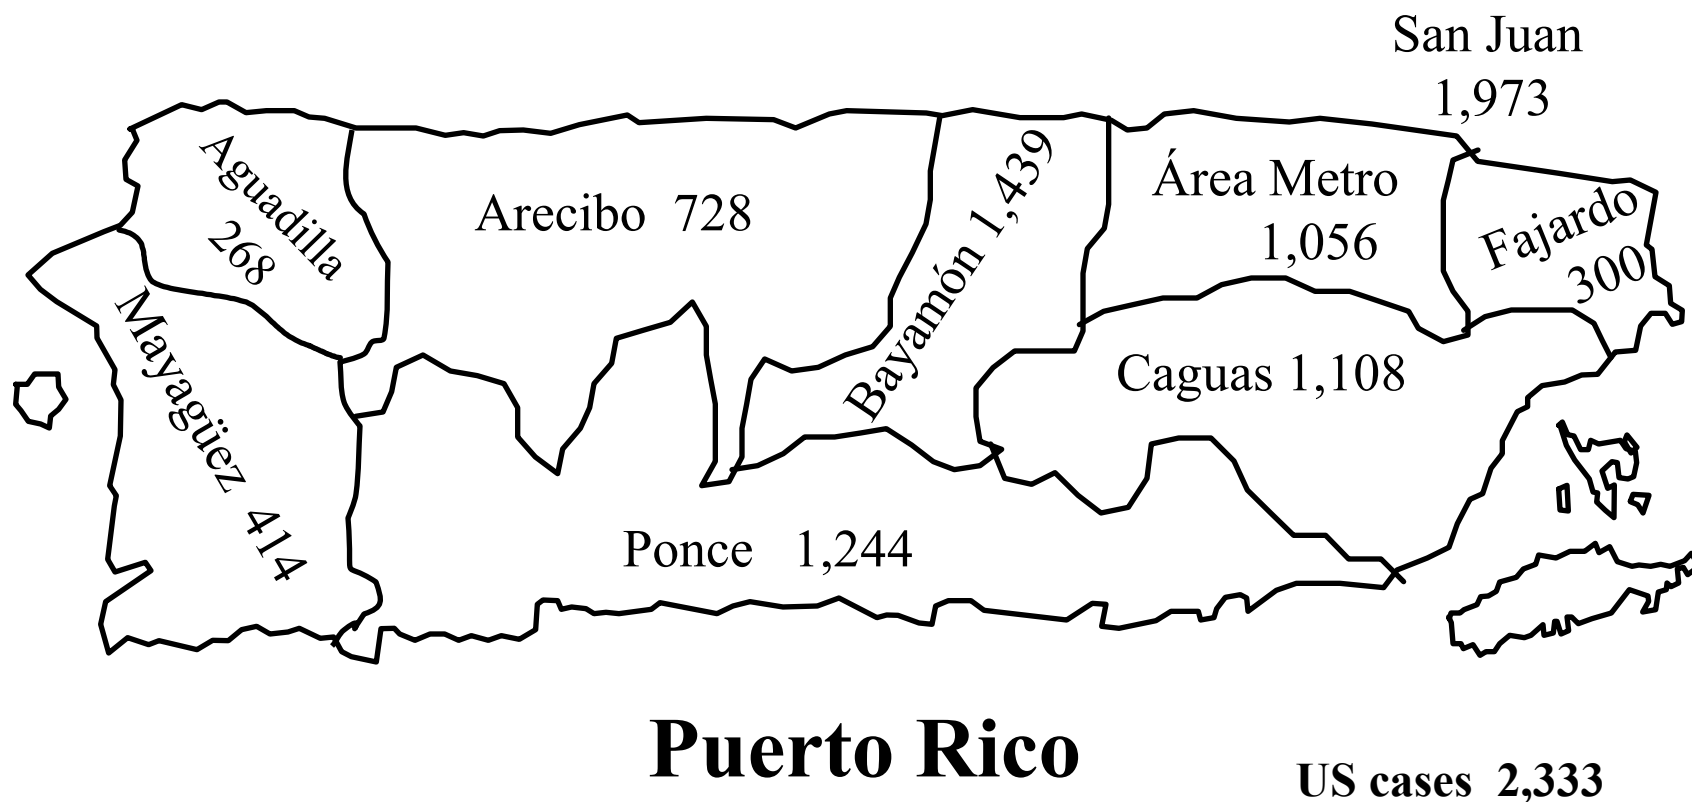 San Juan
1,973
Aguadilla
268
Arecibo 728
Bayamón 1,439
Área Metro
1,056
Fajardo
300
Mayagüez 414
Caguas 1,108
Ponce 1,244
Puerto Rico
US cases 2,333